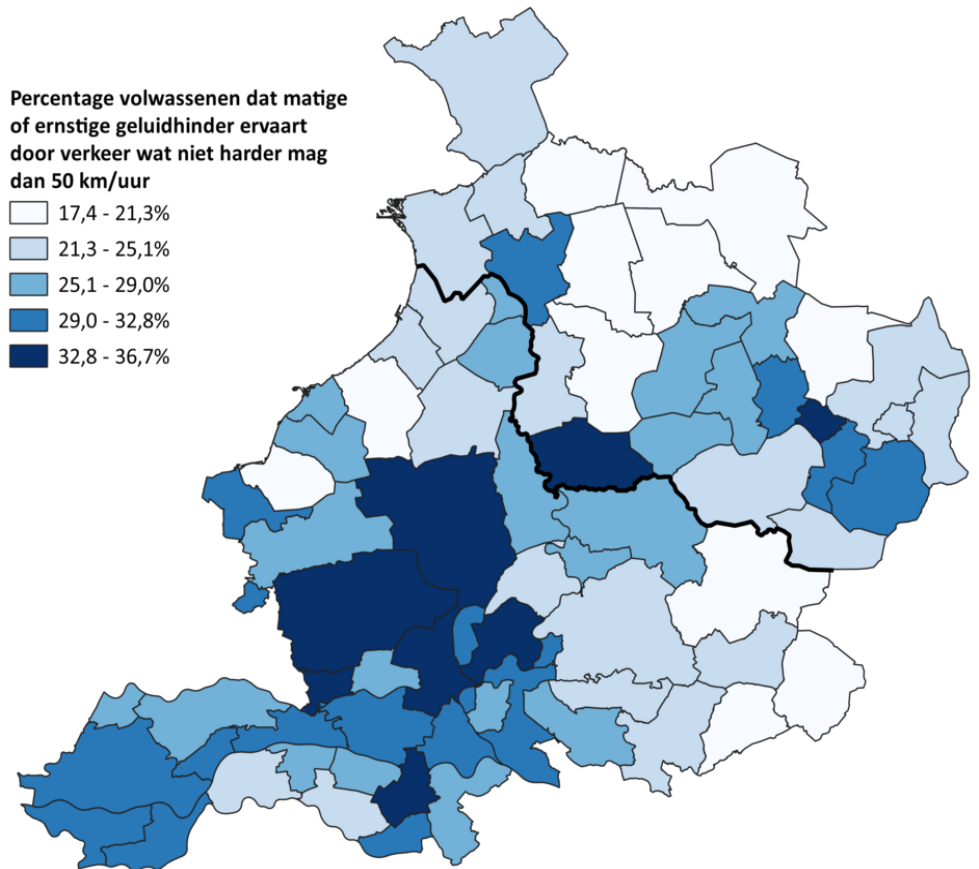 Percentage volwassenen dat matige
of ernstige geluidhinder ervaart
door verkeer wat niet harder mag
dan 50 km/uur
17,4 - 21,3%
21,3 - 25,1%
25,1 - 29,0%
29,0 - 32,8%
32,8 - 36,7%